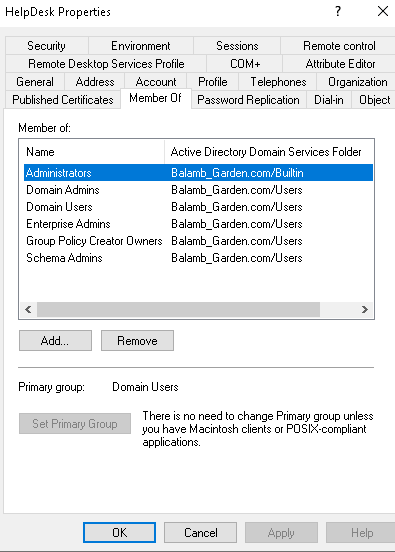 HelpDesk Properties
? ×
Security Environment Sessions Remote control
Remote Desktop Services Profile COM+ Attribute Editor
General Address Account Profile Telephones Organization
Published Certificates Member Of Password Replication Dial-in Object
Member of:
Name Active Directory Domain Services Folder
Administrators Balamb_Garden.com/Builtin
Domain Admins Balamb_Garden.com/Users
Domain Users Balamb_Garden.com/Users
Enterprise Admins Balamb_Garden.com/Users
Group Policy Creator Owners Balamb_Garden.com/Users
Schema Admins Balamb_Garden.com/Users
Add... Remove
Primary group: Domain Users
Set Primary Group
There is no need to change Primary group unless
you have Macintosh clients or POSIX-compliant
applications.
OK Cancel Apply Help